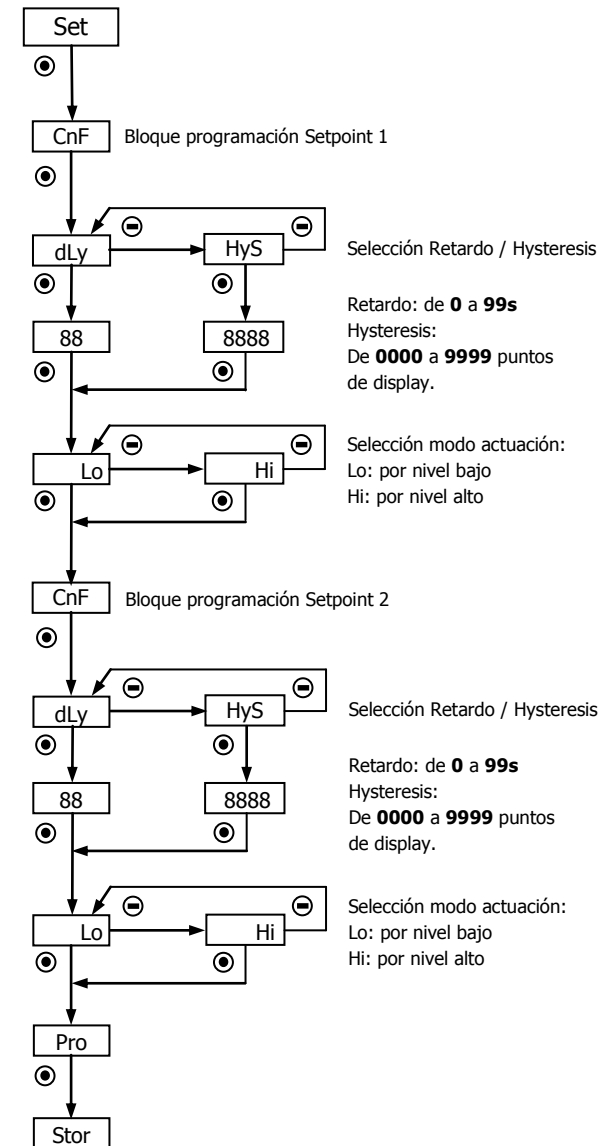 Set
CnF Bloque programación Setpoint 1
dLy HyS Selección Retardo / Hysteresis
Retardo: de 0 a 99s
88 8888 Hysteresis:
De 0000 a 9999 puntos
de display.
Selección modo actuación:
Lo Hi Lo: por nivel bajo
Hi: por nivel alto
CnF Bloque programación Setpoint 2
dLy HyS Selección Retardo / Hysteresis
Retardo: de 0 a 99s
88 8888 Hysteresis:
De 0000 a 9999 puntos
de display.
Selección modo actuación:
Lo Hi Lo: por nivel bajo
Hi: por nivel alto
Pro
Stor